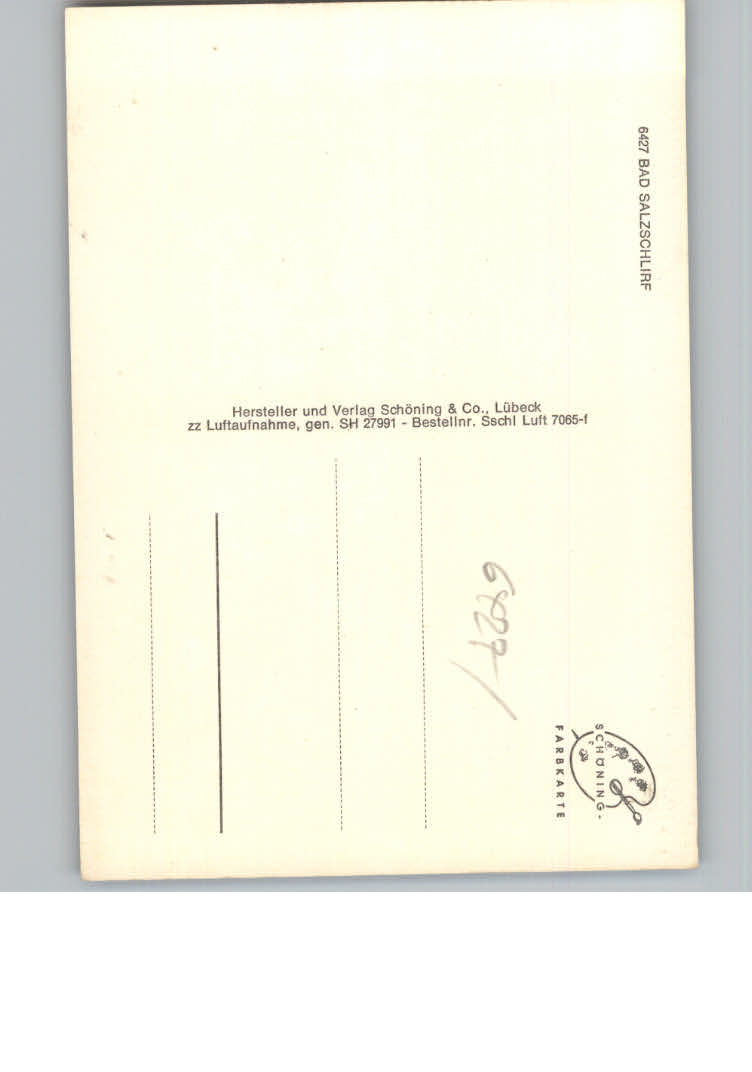 6427 BAD SALZSCHLIRF
Hersteller und Verlag Schöning & Co., Lübeck
zz Luftaufnahme, gen. SH 27991 - Bestellnr. Sschl Luft 7065-f
6427/
SCHÖNING-
FARBKARTE